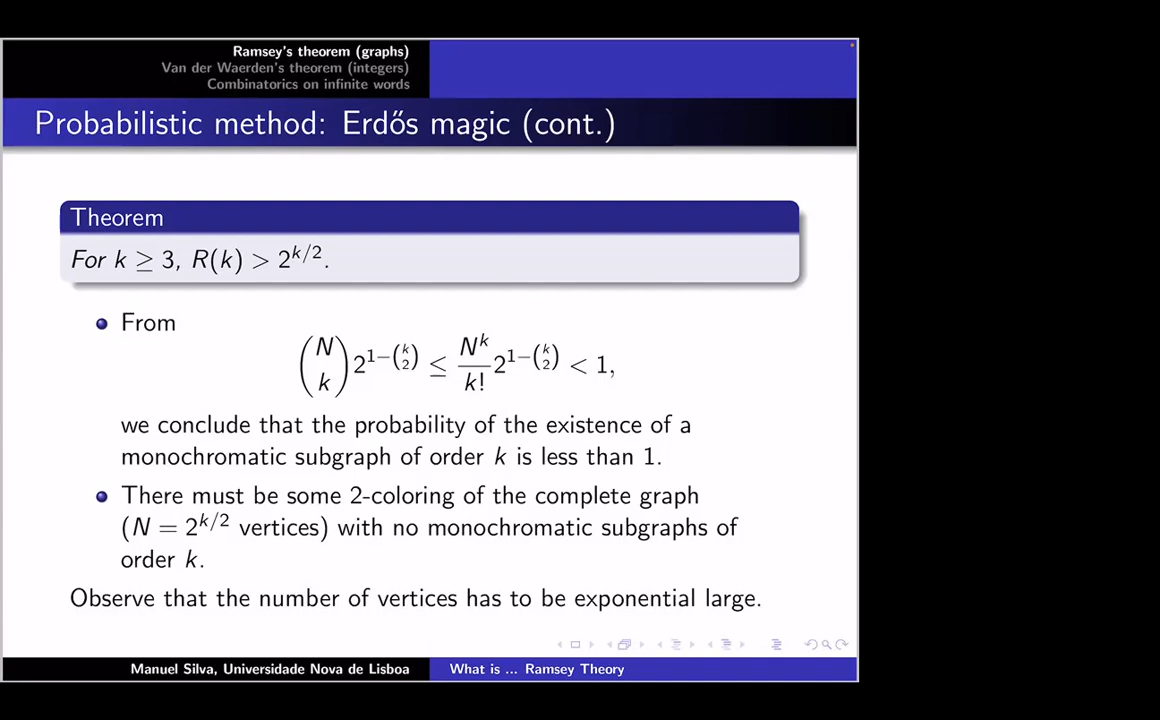 Ramsey's theorem (graphs)
Van der Waerden's theorem (integers)
Combinatorics on infinite words
Probabilistic method: Erdős magic (cont.)
Theorem
For k ≥ 3, R(k) > 2^{k/2}.
From
\binom{N}{k} 2^{1-\binom{k}{2}} ≤ \frac{N^k}{k!} 2^{1-\binom{k}{2}} < 1,
we conclude that the probability of the existence of a
monochromatic subgraph of order k is less than 1.
There must be some 2-coloring of the complete graph
(N = 2^{k/2} vertices) with no monochromatic subgraphs of
order k.
Observe that the number of vertices has to be exponential large.
Manuel Silva, Universidade Nova de Lisboa
What is ... Ramsey Theory